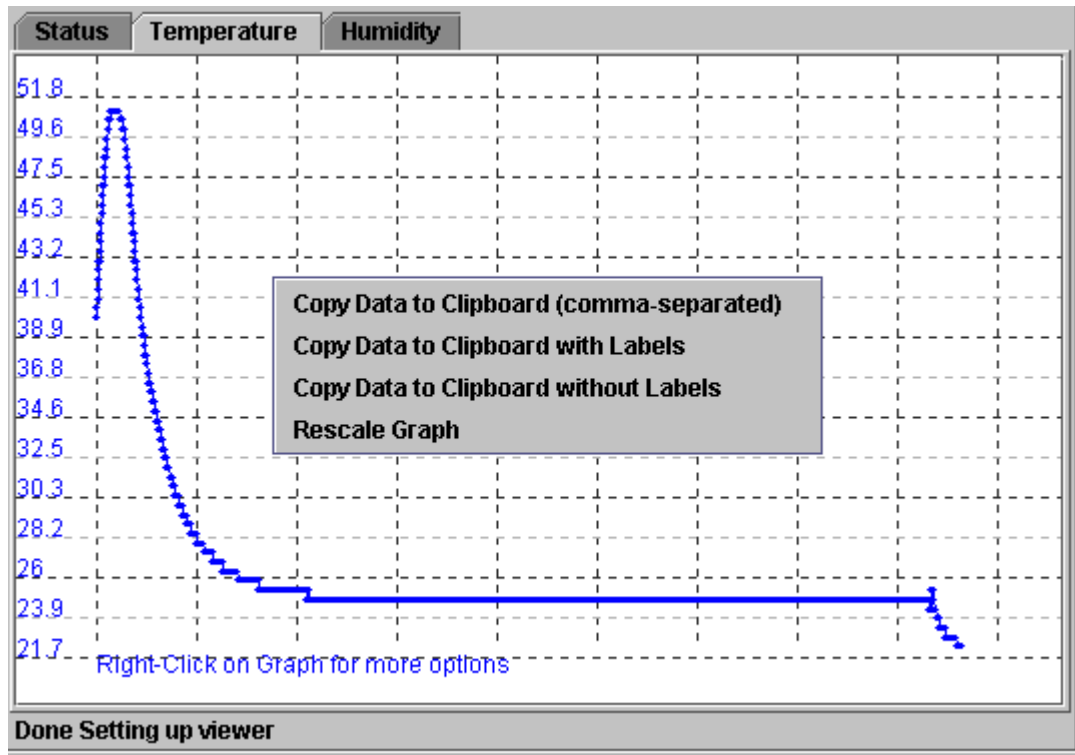 Status Temperature Humidity
51.8
49.6
47.5
45.3
43.2
41.1
38.9
36.8
34.6
32.5
30.3
28.2
26
23.9
21.7
Copy Data to Clipboard (comma-separated)
Copy Data to Clipboard with Labels
Copy Data to Clipboard without Labels
Rescale Graph
Right-Click on Graph for more options
Done Setting up viewer